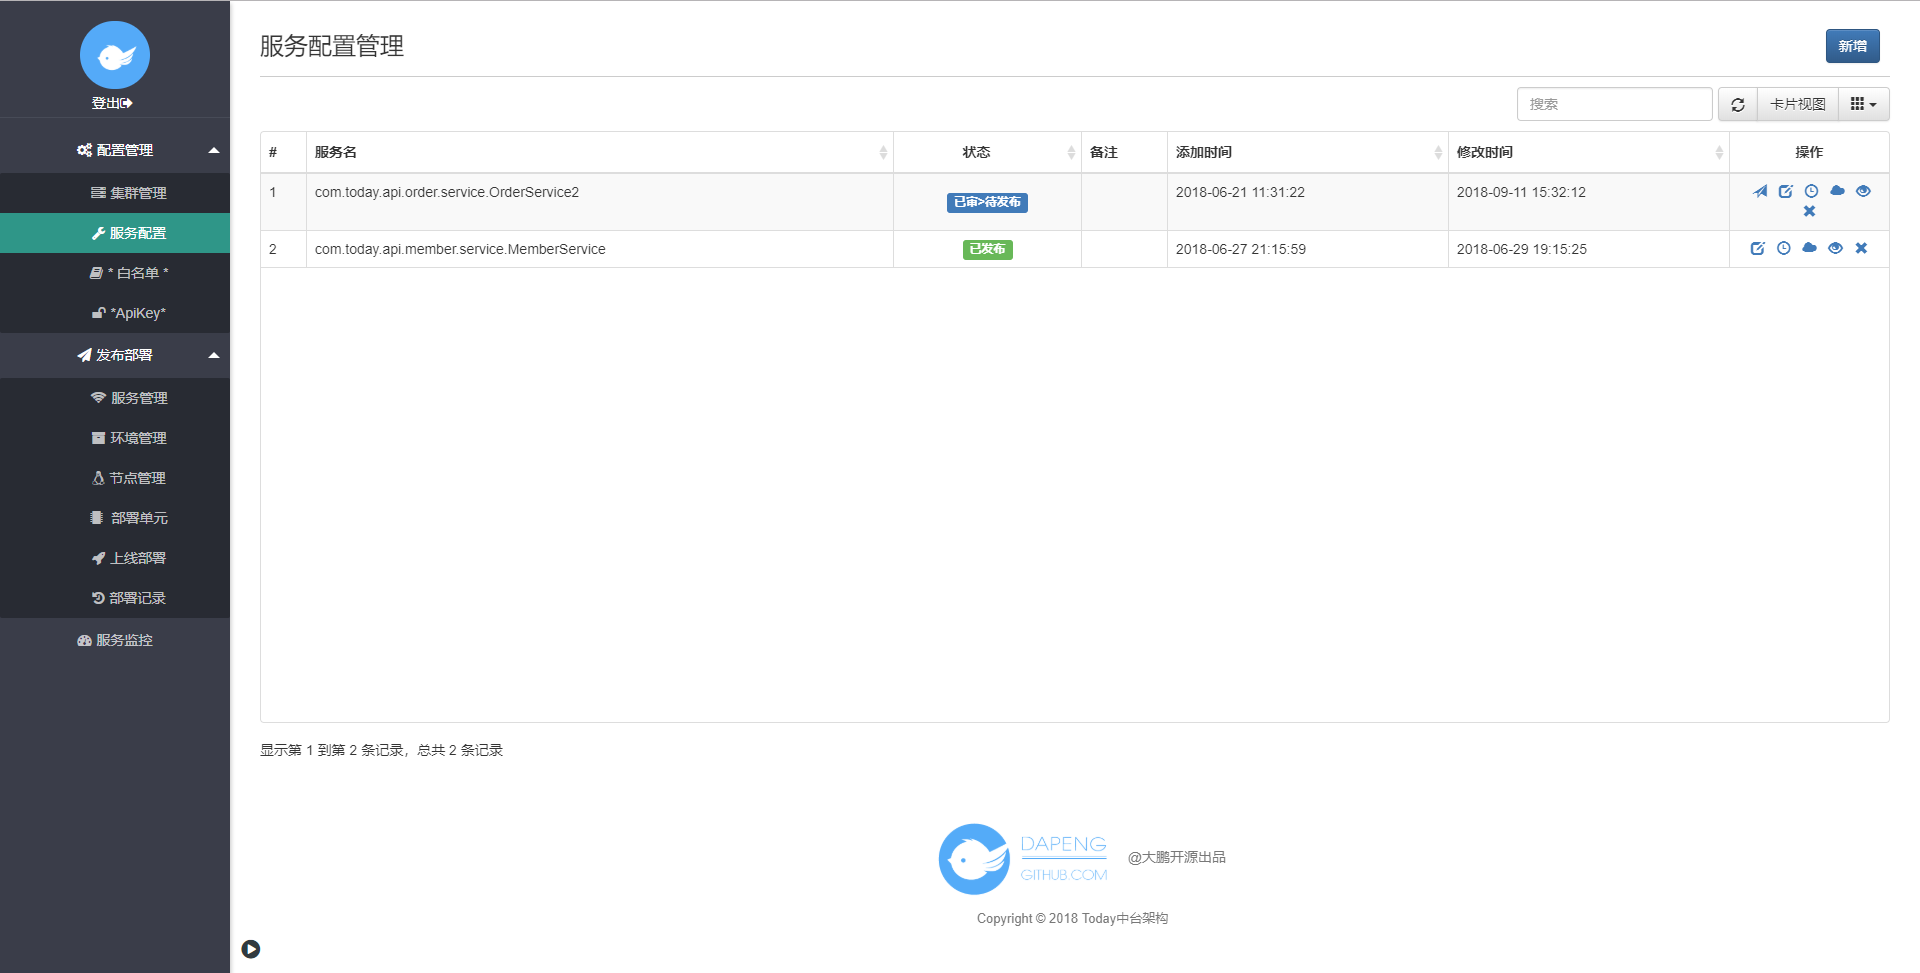 登出
配置管理
集群管理
服务配置
* 白名单 *
*ApiKey*
发布部署
服务管理
环境管理
节点管理
部署单元
上线部署
部署记录
服务监控
服务配置管理
新增
搜索
卡片视图
# 服务名 状态 备注 添加时间 修改时间 操作
1 com.today.api.order.service.OrderService2 已审>待发布 2018-06-21 11:31:22 2018-09-11 15:32:12
2 com.today.api.member.service.MemberService 已发布 2018-06-27 21:15:59 2018-06-29 19:15:25
显示第 1 到第 2 条记录，总共 2 条记录
DAPENG
GITHUB.COM
@大鹏开源出品
Copyright © 2018 Today中台架构